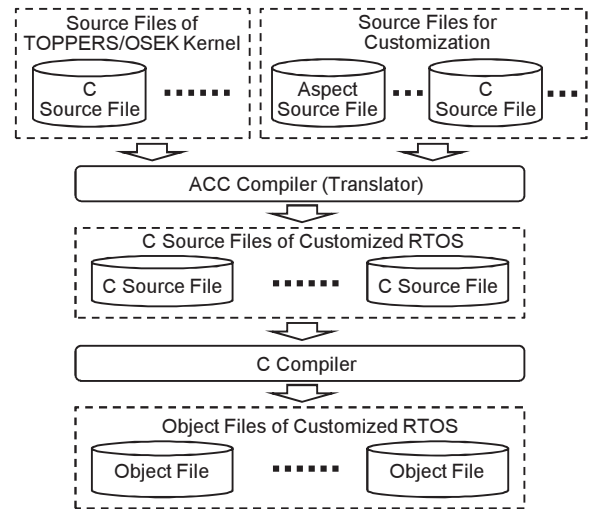 Source Files of
TOPPERS/OSEK Kernel
C
Source File
Source Files for
Customization
Aspect
Source File
C
Source File
ACC Compiler (Translator)
C Source Files of Customized RTOS
C Source File
C Source File
C Compiler
Object Files of Customized RTOS
Object File
Object File